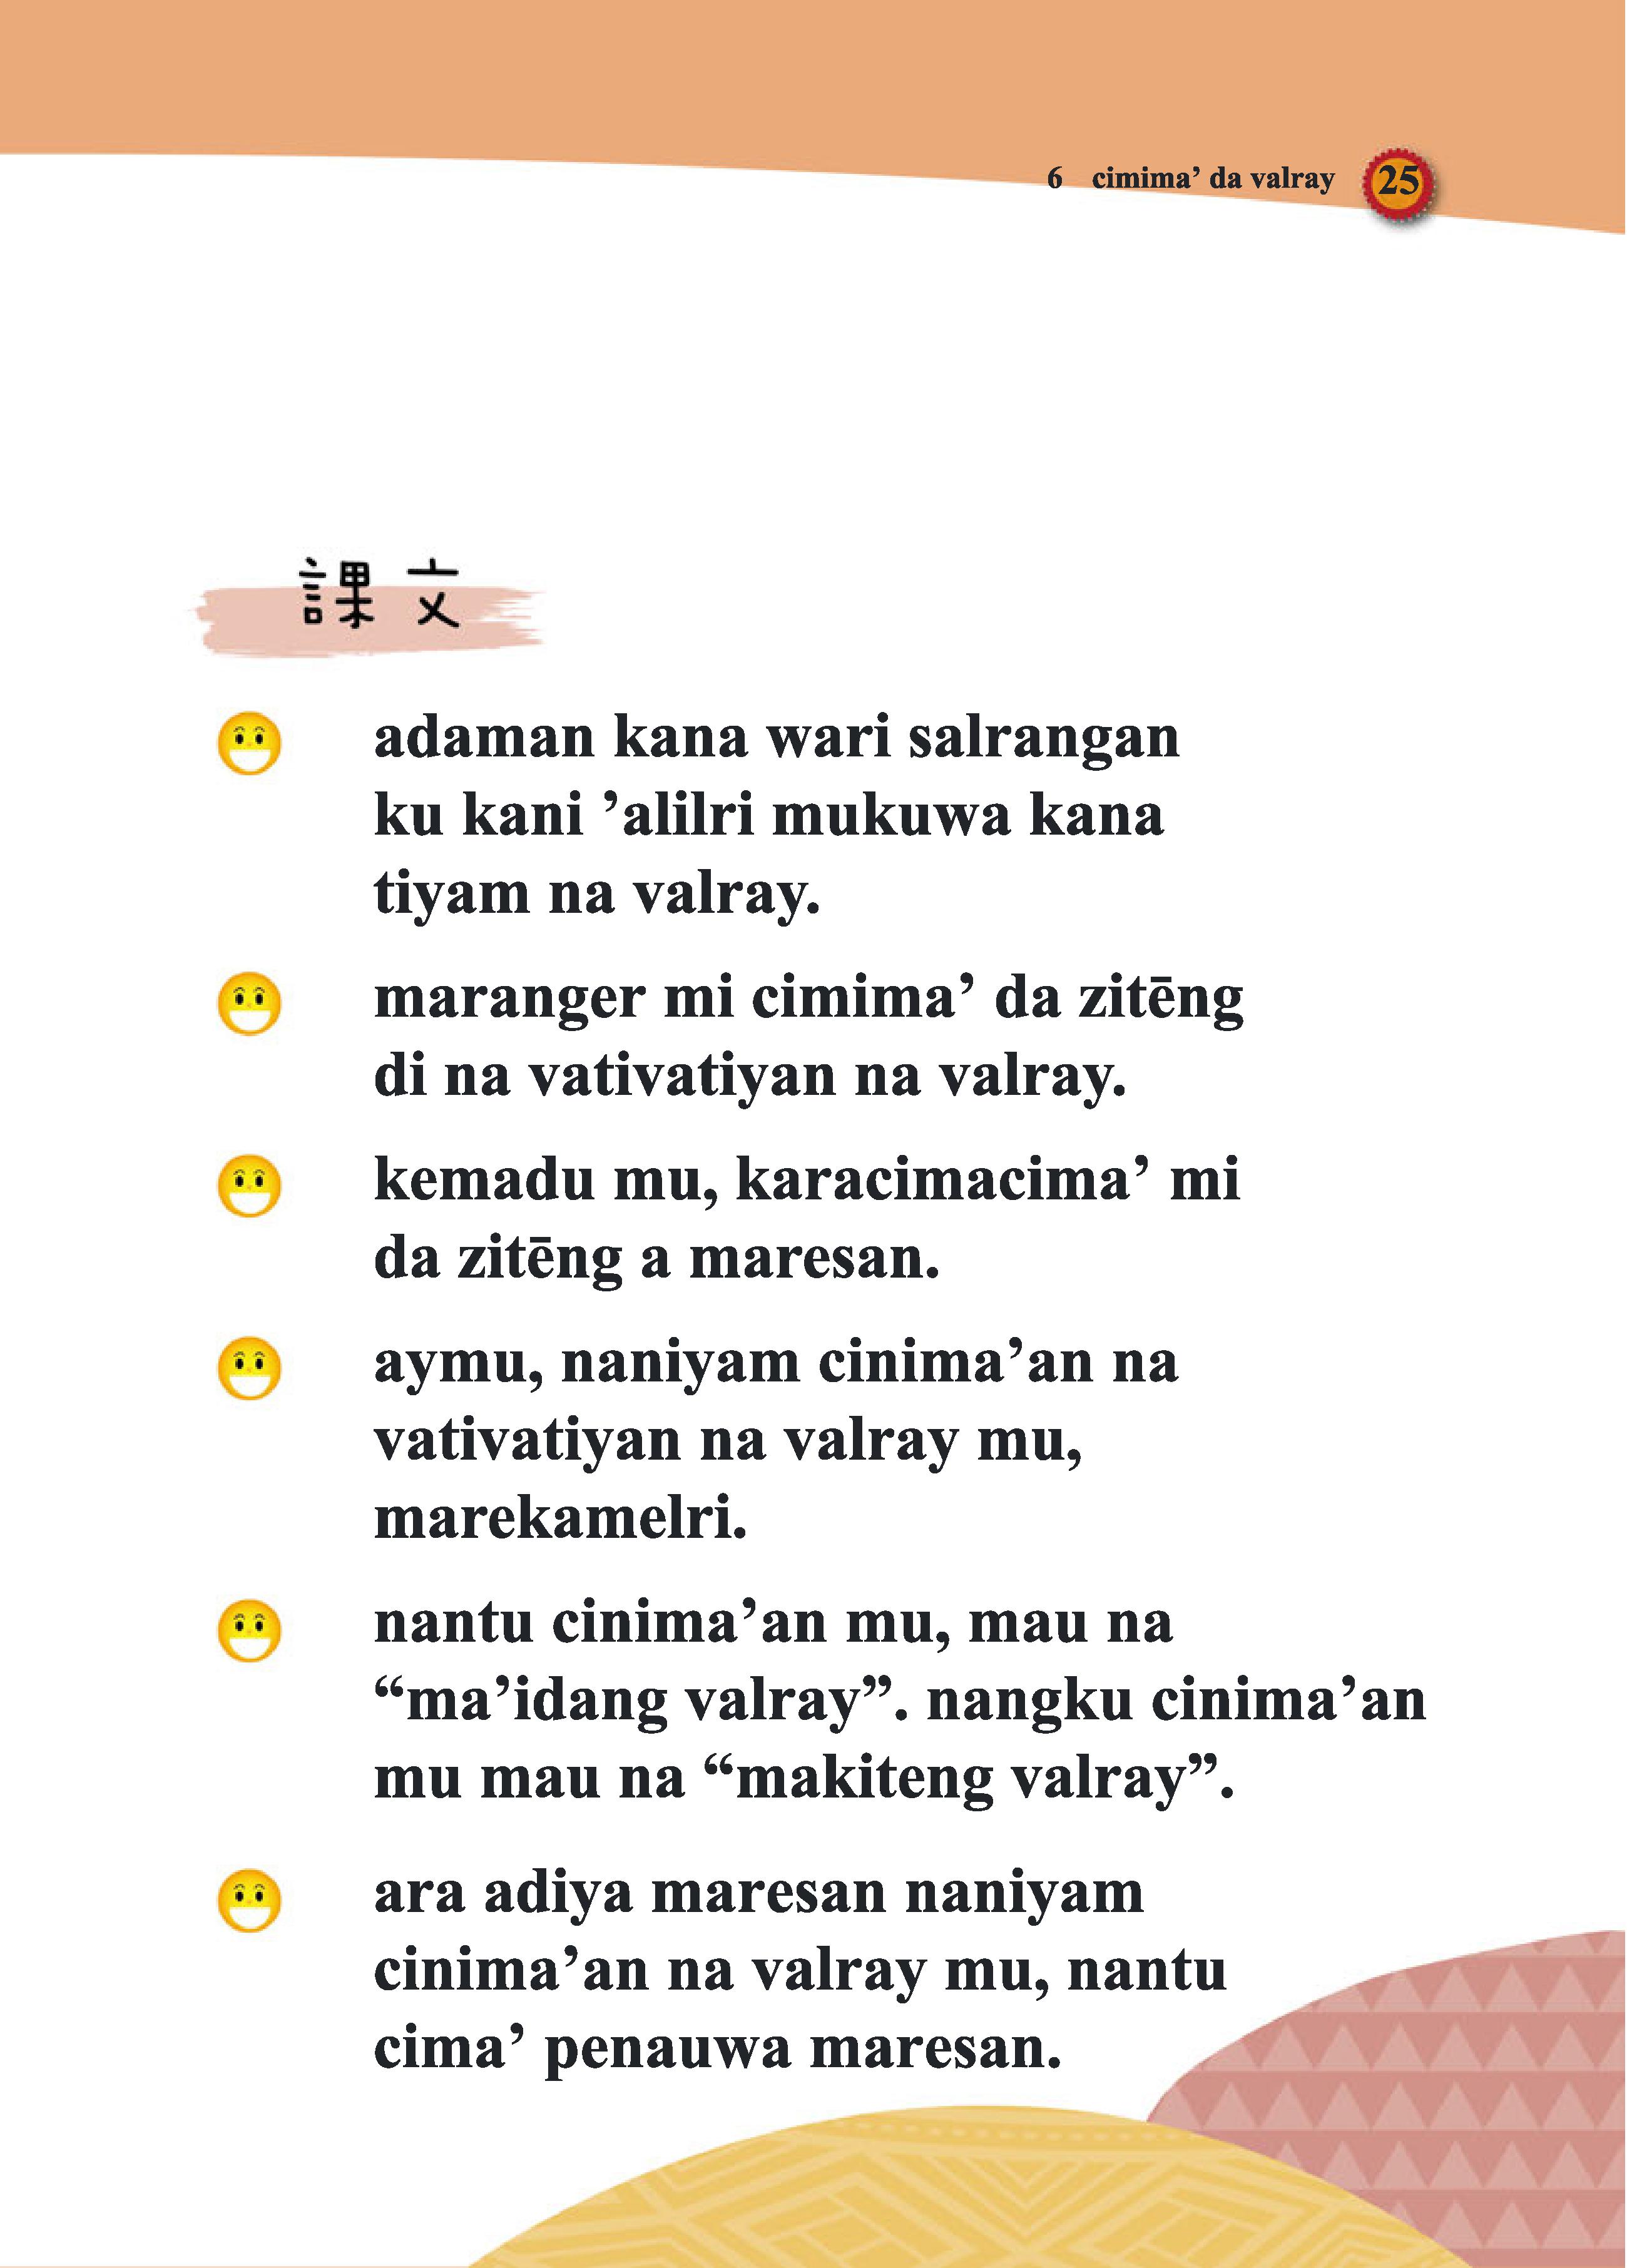 6 cimima’ da valray 25
課文
adaman kana wari salrangan
ku kani ’alilri mukuwa kana
tiyam na valray.
maranger mi cimima’ da zitēng
di na vativatiyan na valray.
kemadu mu, karacimacima’ mi
da zitēng a maresan.
aymu, naniyam cinima’an na
vativatiyan na valray mu,
marekamelri.
nantu cinima’an mu, mau na
“ma’idang valray”. nangku cinima’an
mu mau na “makiteng valray”.
ara adiya maresan naniyam
cinima’an na valray mu, nantu
cima’ penauwa maresan.